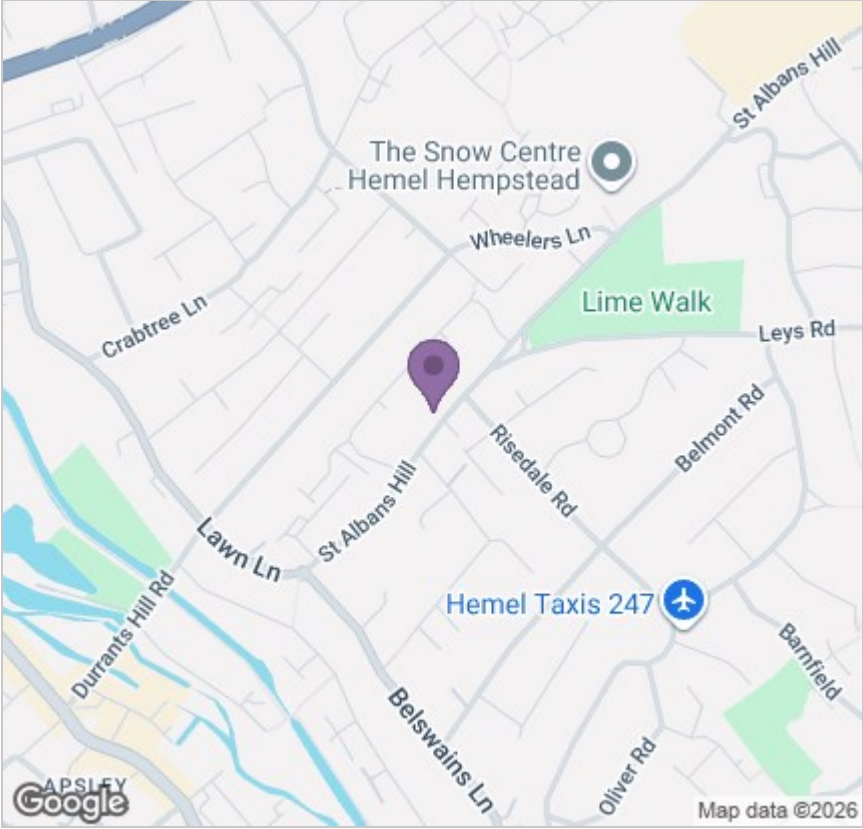 St Albans Hill
The Snow Centre
Hemel Hempstead
Wheelers Ln
Lime Walk
Crabtree Ln
Leys Rd
Belmont Rd
Risedale Rd
St Albans Hill
Lawn Ln
Durrants Hill Rd
Hemel Taxis 247
Barnfield
Belswains Ln
Oliver Rd
APSLEY
Google
Map data ©2026